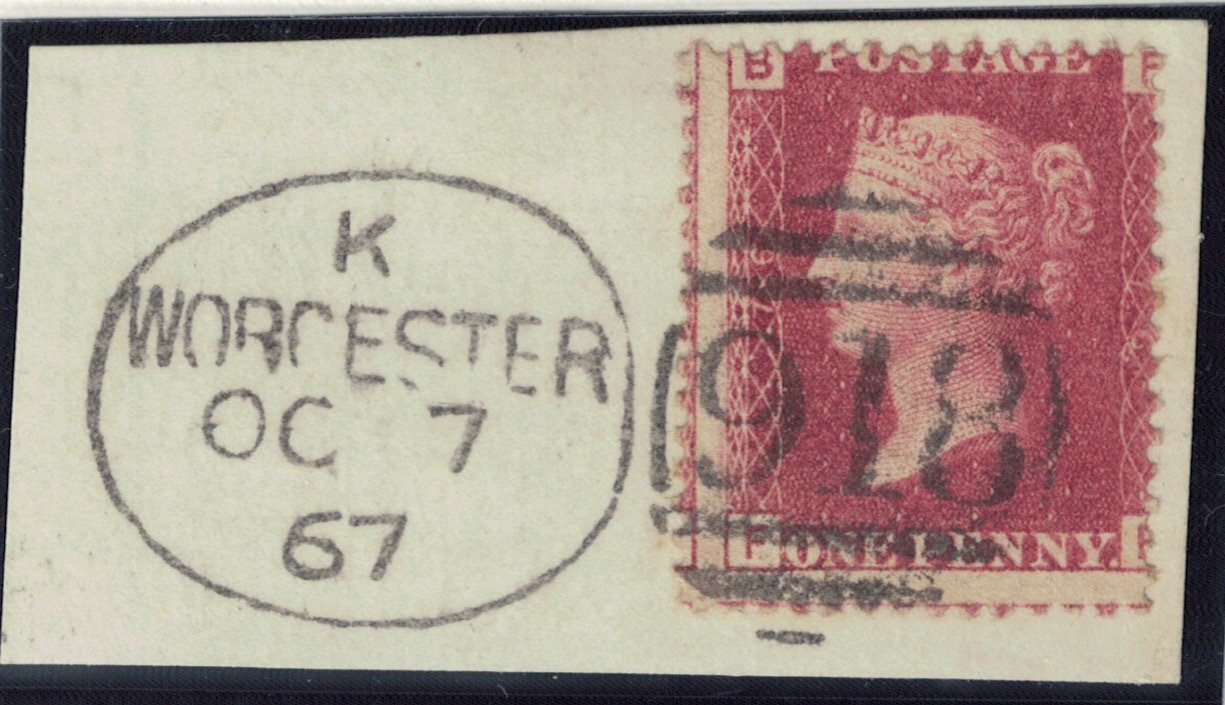 K
WORCESTER
OC 7
67
918
B POSTAGE F
ONE PENNY.